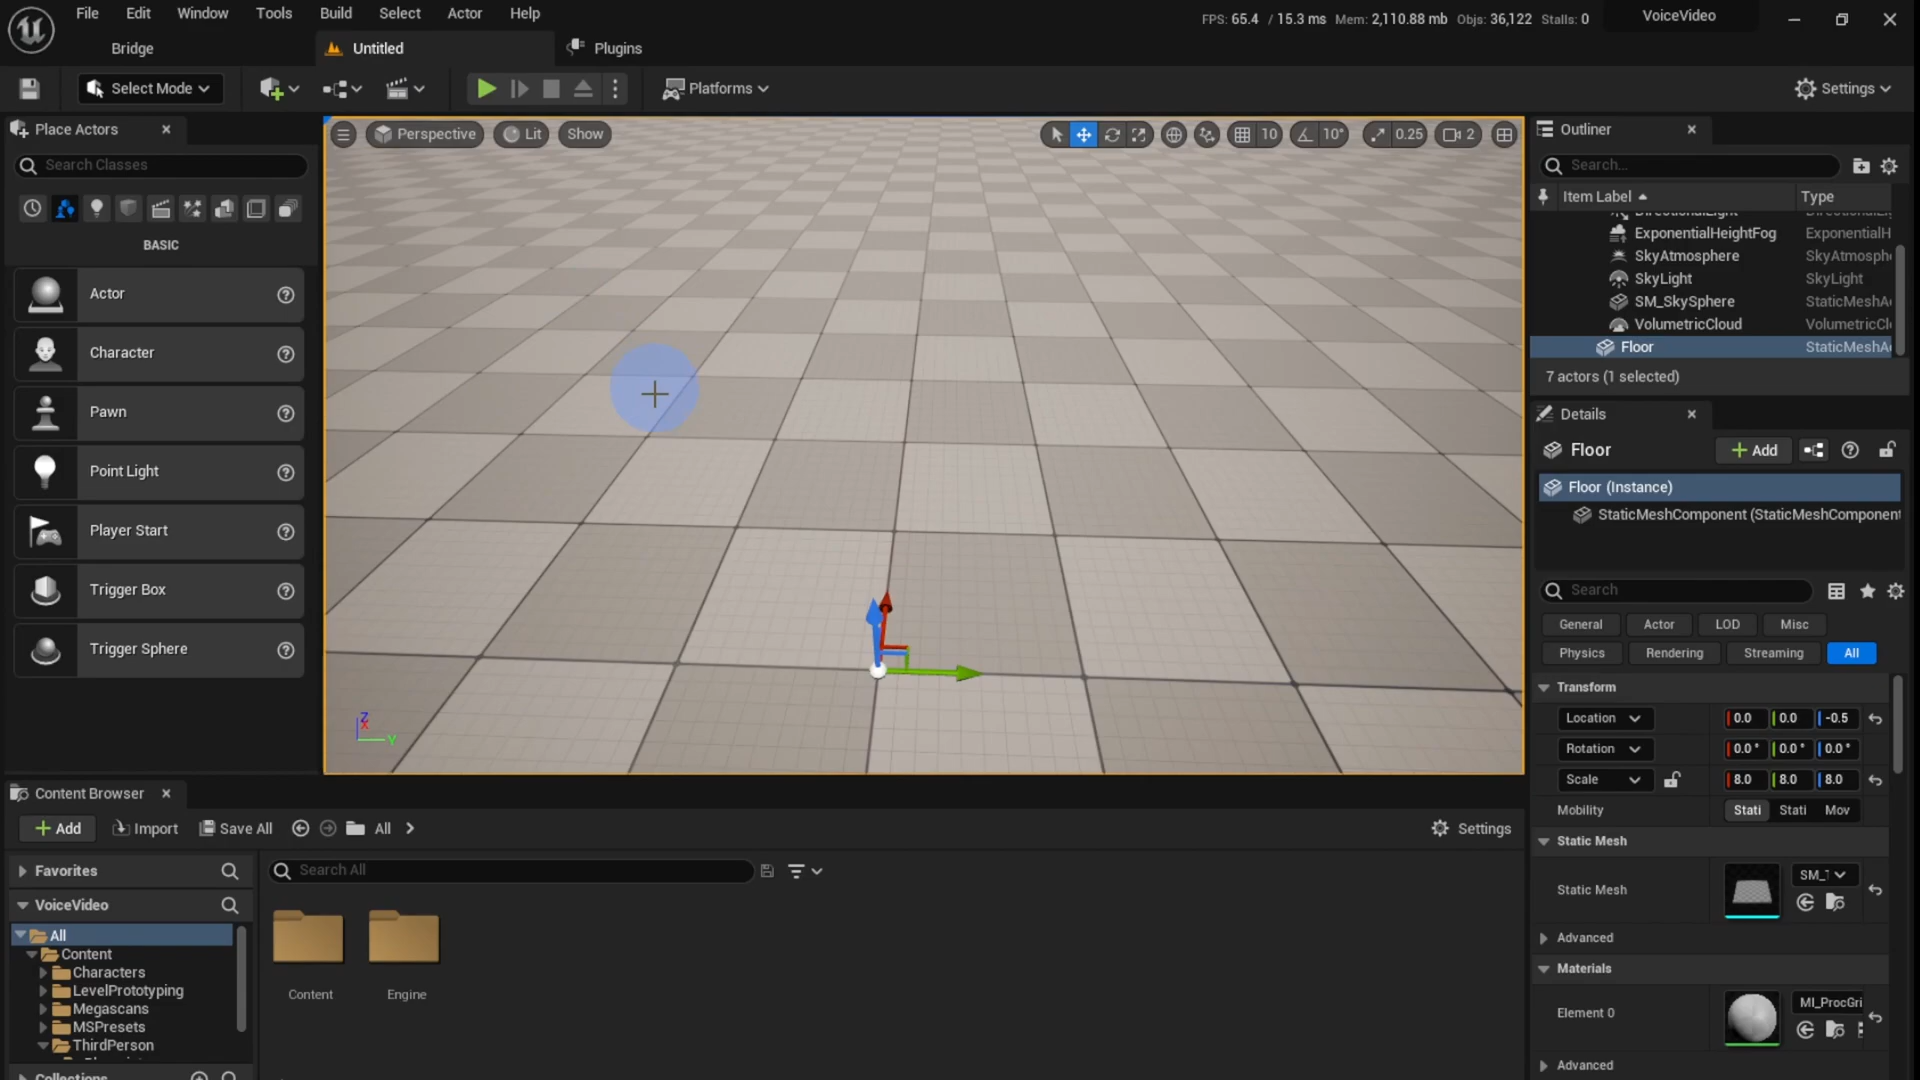 File Edit Window Tools Build Select Actor Help
FPS: 65.4 / 15.3 ms Mem: 2,110.88 mb Objs: 36,122 Stalls: 0
VoiceVideo
Bridge
Untitled
Plugins
Select Mode
Platforms
Settings
Place Actors
Search Classes
BASIC
Actor
Character
Pawn
Point Light
Player Start
Trigger Box
Trigger Sphere
Perspective
Lit
Show
10
10°
0.25
2
Z
X
Y
Outliner
Search...
Item Label
Type
DirectionalLight
ExponentialHeightFog ExponentialH
SkyAtmosphere SkyAtmosph
SkyLight SkyLight
SM_SkySphere StaticMeshA
VolumetricCloud VolumetricCl
Floor StaticMeshA
7 actors (1 selected)
Details
Floor
Add
Floor (Instance)
StaticMeshComponent (StaticMeshComponent
Search
General Actor LOD Misc
Physics Rendering Streaming All
Transform
Location 0.0 0.0 -0.5
Rotation 0.0° 0.0° 0.0°
Scale 8.0 8.0 8.0
Mobility Stati Stati Mov
Static Mesh
Static Mesh
Advanced
Materials
Element 0 MI_ProcGri
Advanced
Content Browser
Add
Import
Save All
All
Settings
Favorites
Search All
VoiceVideo
All
Content
Characters
LevelPrototyping
Megascans
MSPresets
ThirdPerson
Collections
Content
Engine